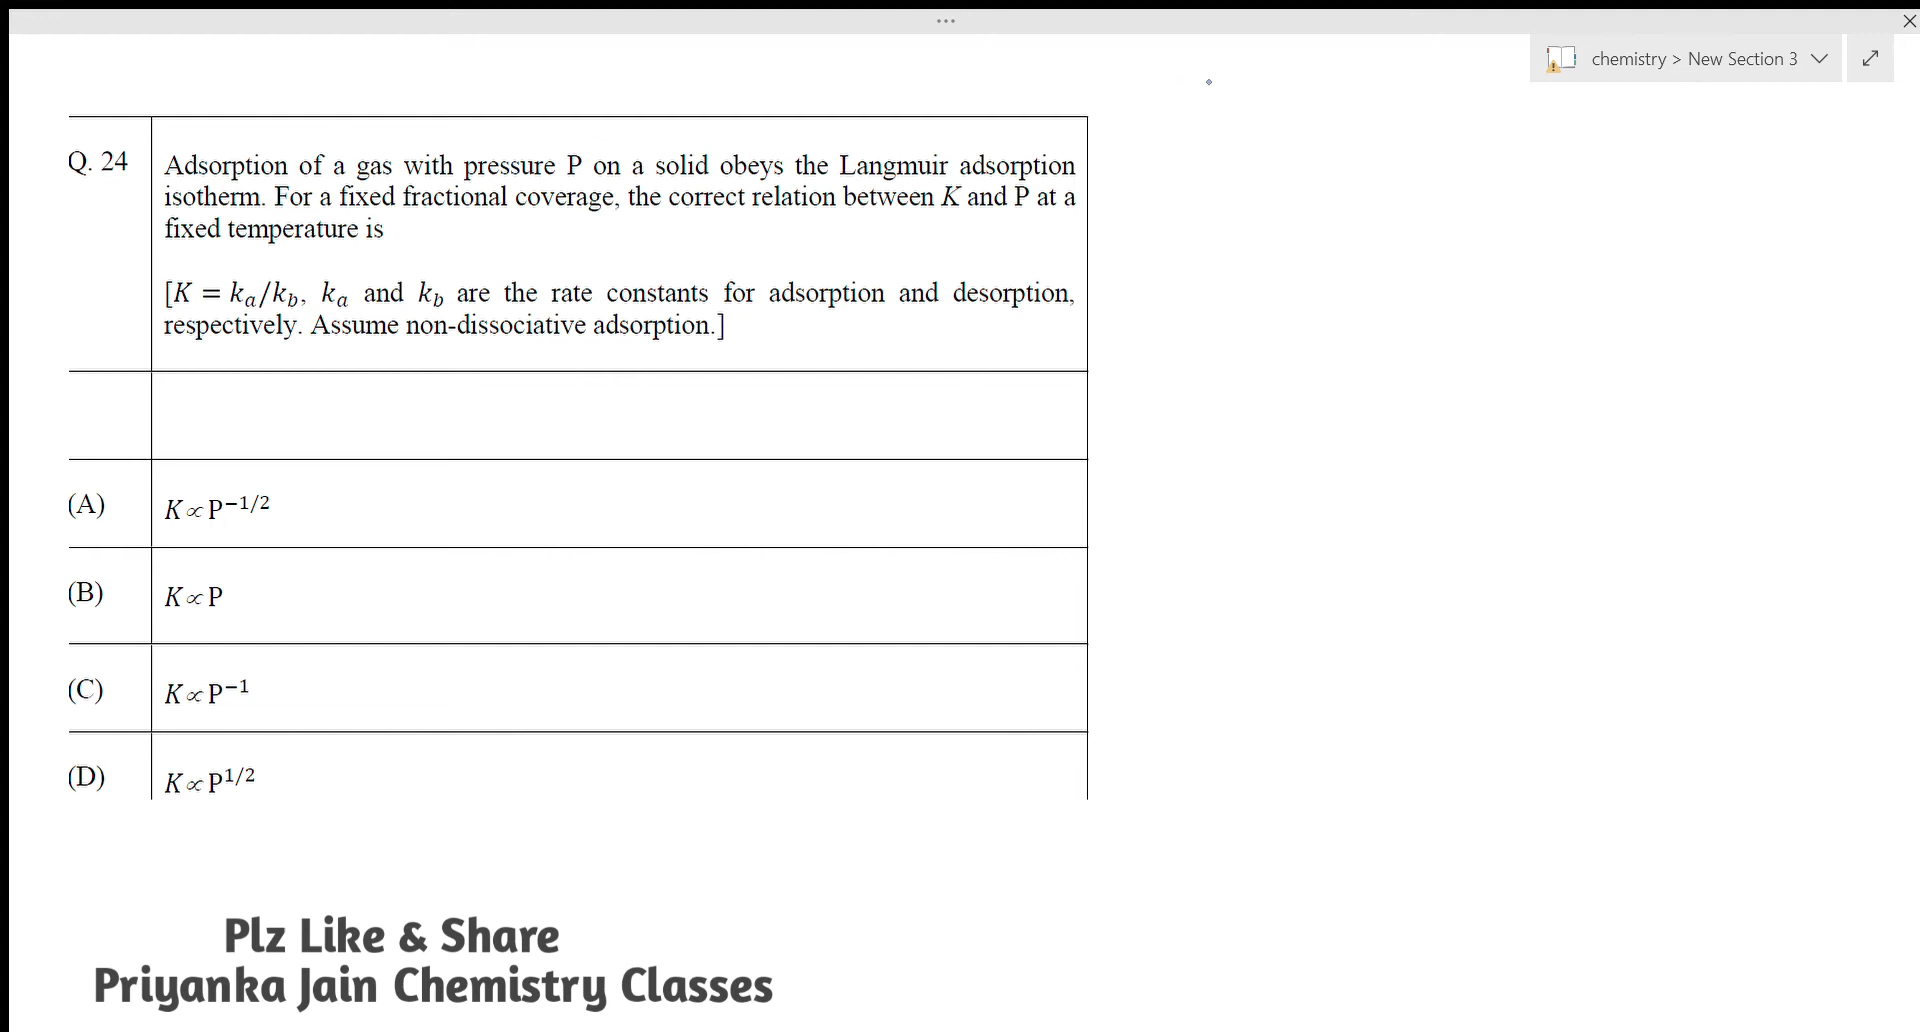 chemistry > New Section 3
Q. 24
Adsorption of a gas with pressure P on a solid obeys the Langmuir adsorption
isotherm. For a fixed fractional coverage, the correct relation between K and P at a
fixed temperature is
[K = kₐ/k_b, kₐ and k_b are the rate constants for adsorption and desorption,
respectively. Assume non-dissociative adsorption.]
(A) K ∝ P^−1/2
(B) K ∝ P
(C) K ∝ P^−1
(D) K ∝ P^1/2
Plz Like & Share
Priyanka Jain Chemistry Classes